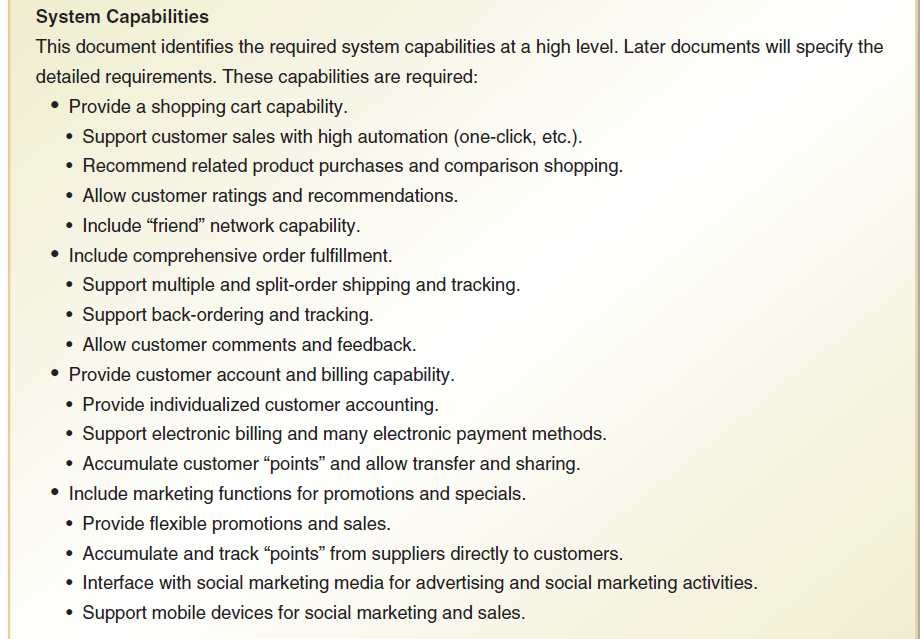 System Capabilities
This document identifies the required system capabilities at a high level. Later documents will specify the
detailed requirements. These capabilities are required:
• Provide a shopping cart capability.
• Support customer sales with high automation (one-click, etc.).
• Recommend related product purchases and comparison shopping.
• Allow customer ratings and recommendations.
• Include “friend” network capability.
• Include comprehensive order fulfillment.
• Support multiple and split-order shipping and tracking.
• Support back-ordering and tracking.
• Allow customer comments and feedback.
• Provide customer account and billing capability.
• Provide individualized customer accounting.
• Support electronic billing and many electronic payment methods.
• Accumulate customer “points” and allow transfer and sharing.
• Include marketing functions for promotions and specials.
• Provide flexible promotions and sales.
• Accumulate and track “points” from suppliers directly to customers.
• Interface with social marketing media for advertising and social marketing activities.
• Support mobile devices for social marketing and sales.